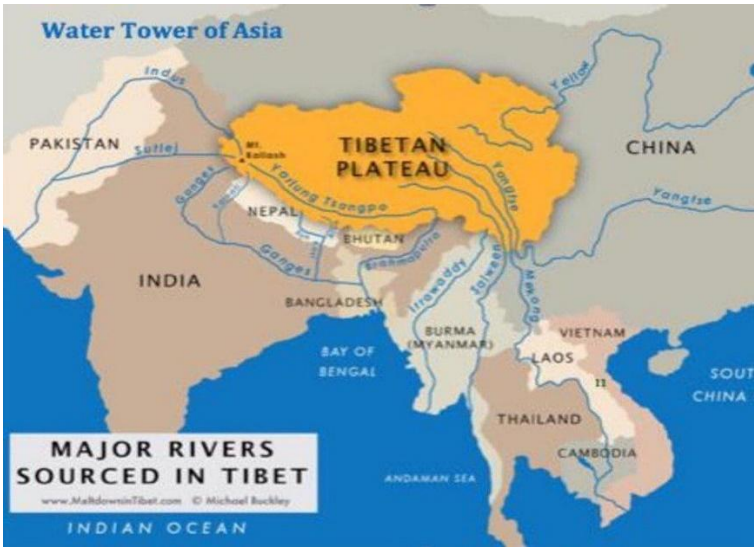 Water Tower of Asia
Indus
Yellow
PAKISTAN
Sutlej
Mt.
Kailash
TIBETAN
PLATEAU
CHINA
Ganges
Yarlung Tsangpo
Yangtse
Yangtse
NEPAL
BHUTAN
Brahmaputra
Ganges
INDIA
BANGLADESH
Irrawaddy
Salween
Mekong
BURMA
(MYANMAR)
VIETNAM
LAOS
BAY OF
BENGAL
SOUT
CHINA
II
THAILAND
CAMBODIA
MAJOR RIVERS
SOURCED IN TIBET
www.MeltdowninTibet.com © Michael Buckley
ANDAMAN SEA
INDIAN OCEAN